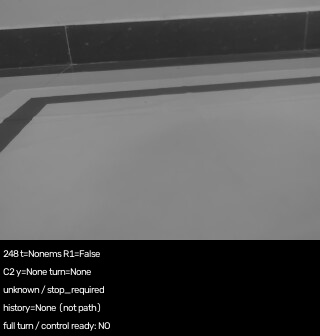 248 t=Nonems R1=False
C2 y=None turn=None
unknown / stop_required
history=None (not path)
full turn / control ready: NO